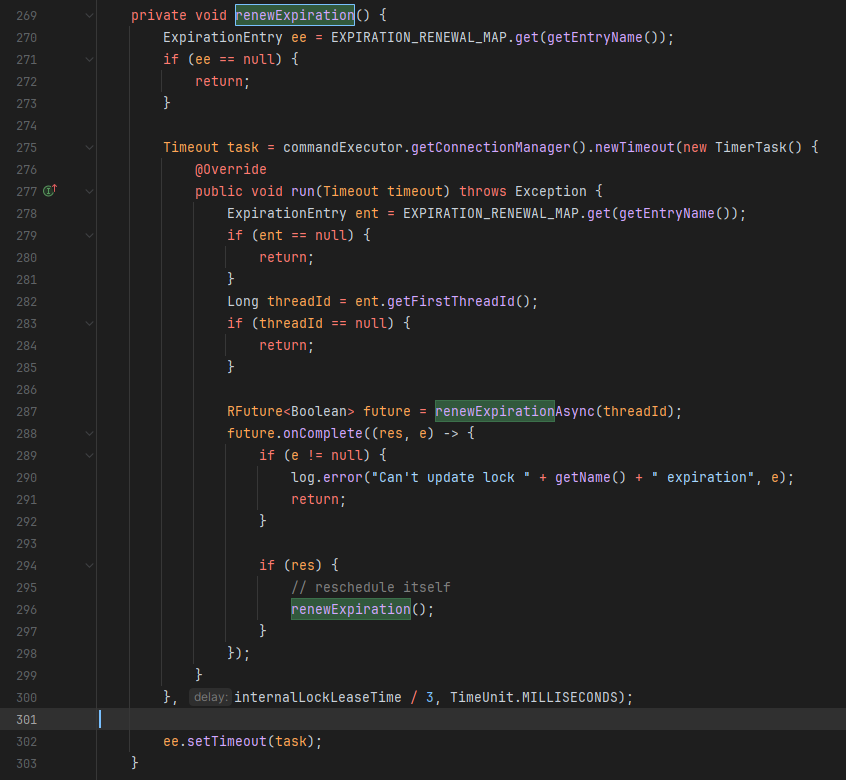 269 private void renewExpiration() {
270 ExpirationEntry ee = EXPIRATION_RENEWAL_MAP.get(getEntryName());
271 if (ee == null) {
272 return;
273 }
274
275 Timeout task = commandExecutor.getConnectionManager().newTimeout(new TimerTask() {
276 @Override
277 public void run(Timeout timeout) throws Exception {
278 ExpirationEntry ent = EXPIRATION_RENEWAL_MAP.get(getEntryName());
279 if (ent == null) {
280 return;
281 }
282 Long threadId = ent.getFirstThreadId();
283 if (threadId == null) {
284 return;
285 }
286
287 RFuture<Boolean> future = renewExpirationAsync(threadId);
288 future.onComplete((res, e) -> {
289 if (e != null) {
290 log.error("Can't update lock " + getName() + " expiration", e);
291 return;
292 }
293
294 if (res) {
295 // reschedule itself
296 renewExpiration();
297 }
298 });
299 }
300 }, delay: internalLockLeaseTime / 3, TimeUnit.MILLISECONDS);
301
302 ee.setTimeout(task);
303 }